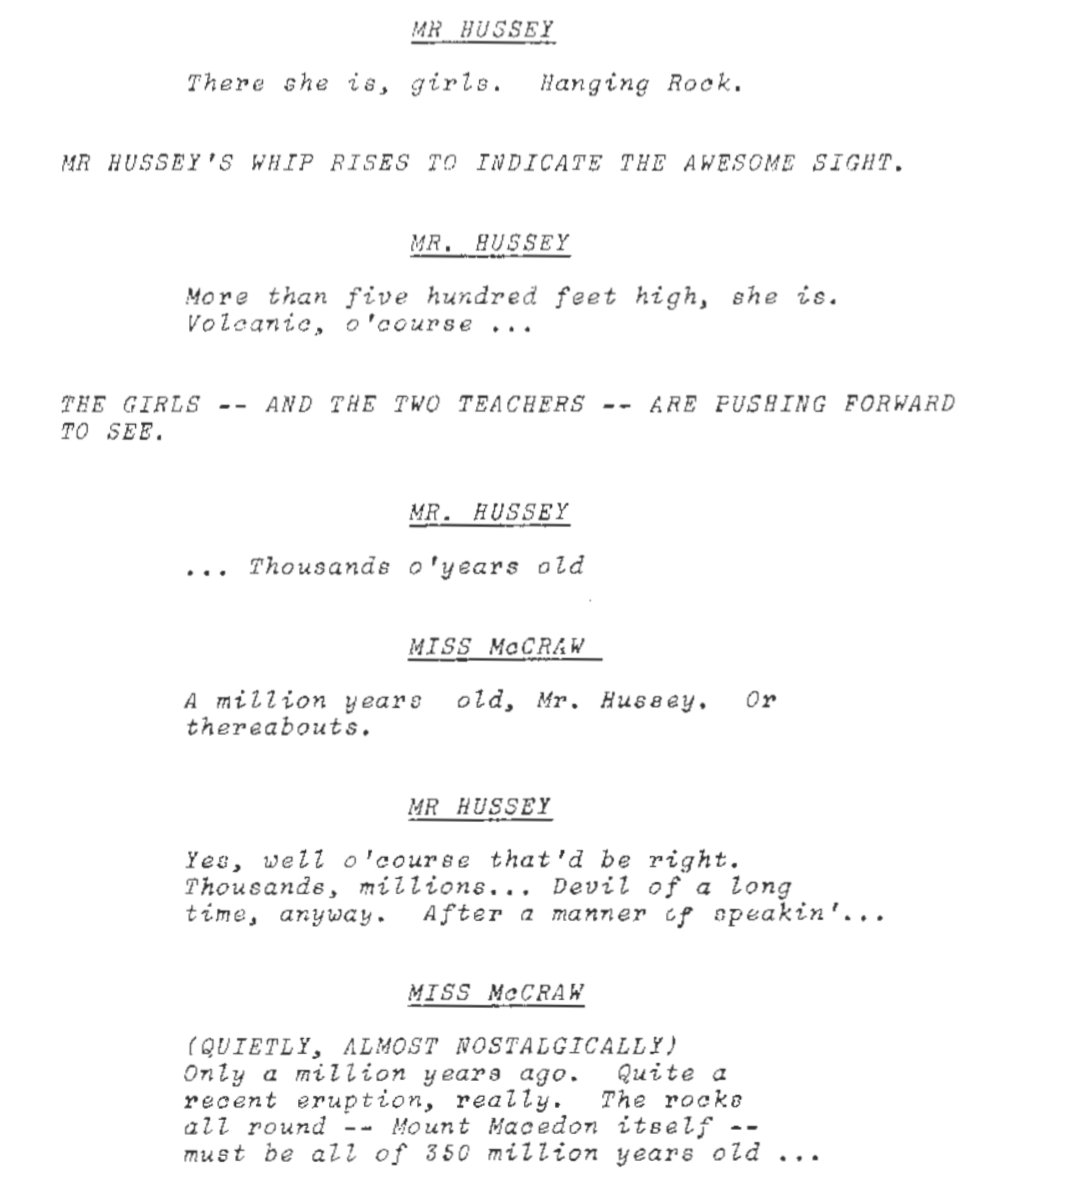 MR HUSSEY
There she is, girls. Hanging Rock.
MR HUSSEY'S WHIP RISES TO INDICATE THE AWESOME SIGHT.
MR. HUSSEY
More than five hundred feet high, she is.
Volcanic, o'course ...
THE GIRLS -- AND THE TWO TEACHERS -- ARE PUSHING FORWARD
TO SEE.
MR. HUSSEY
... Thousands o'years old
MISS McCRAW
A million years old, Mr. Hussey. Or
thereabouts.
MR HUSSEY
Yes, well o'course that'd be right.
Thousands, millions... Devil of a long
time, anyway. After a manner of speakin'...
MISS McCRAW
(QUIETLY, ALMOST NOSTALGICALLY)
Only a million years ago. Quite a
recent eruption, really. The rocks
all round -- Mount Macedon itself --
must be all of 350 million years old ...